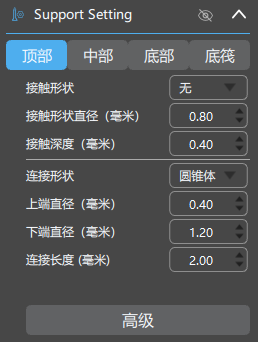 Support Setting
顶部 中部 底部 底筏
接触形状 无
接触形状直径（毫米） 0.80
接触深度（毫米） 0.40
连接形状 圆锥体
上端直径（毫米） 0.40
下端直径（毫米） 1.20
连接长度 (毫米) 2.00
高级